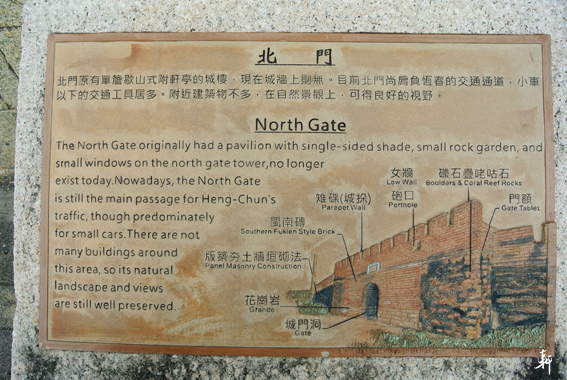 北門
北門原有單簷歇山式附軒亭的城樓，現在城牆上則無。目前北門尚肩負恆春的交通通道，小車
以下的交通工具居多。附近建築物不多，在自然景觀上，可得良好的視野。
North Gate
The North Gate originally had a pavilion with single-sided shade, small rock garden, and
small windows on the north gate tower, no longer
exist today. Nowadays, the North Gate
is still the main passage for Heng-Chun's
traffic, though predominately
for small cars. There are not
many buildings around
this area, so its natural
landscape and views
are still well preserved.
女牆
Low Wall
磯石疊咾咕石
Boulders & Coral Reef Rocks
雉碟(城垛)
Parapet Wall
砲口
Porthole
門額
Gate Tablet
閩南磚
Southern Fukien Style Brick
版築夯土牆垣砌法
Panel Masonry Construction
花崗岩
Granite
城門洞
Gate